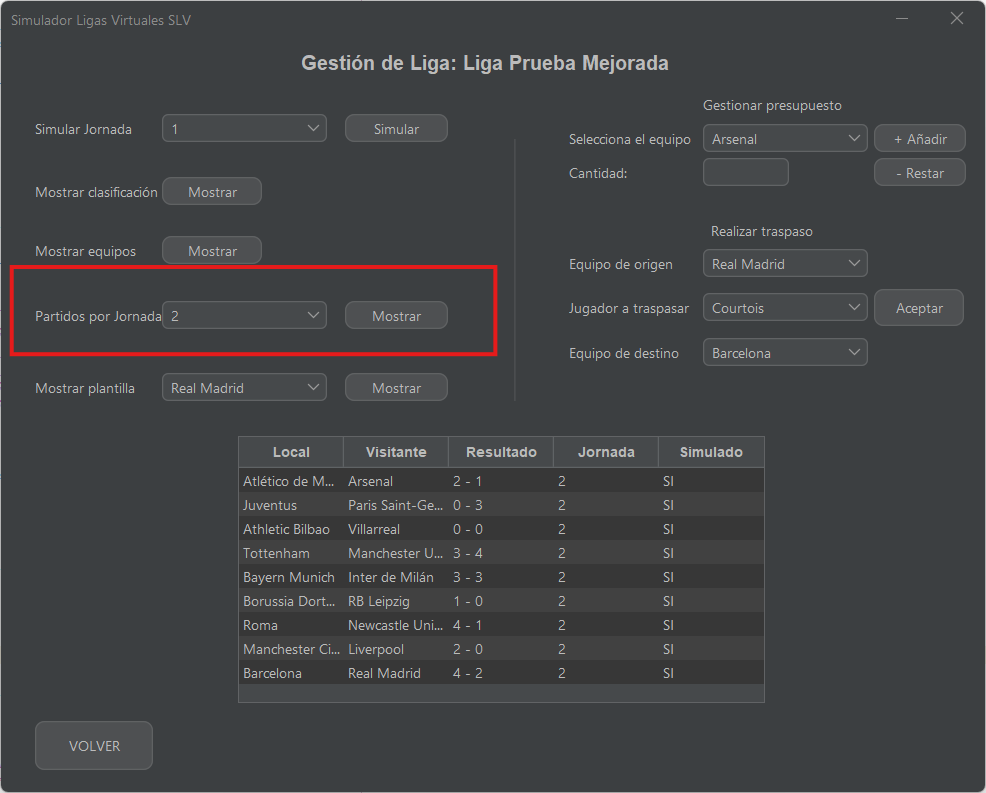 Simulador Ligas Virtuales SLV
Gestión de Liga: Liga Prueba Mejorada
Simular Jornada 1 Simular
Mostrar clasificación Mostrar
Mostrar equipos Mostrar
Partidos por Jornada 2 Mostrar
Mostrar plantilla Real Madrid Mostrar
Gestionar presupuesto
Selecciona el equipo Arsenal + Añadir
Cantidad: - Restar
Realizar traspaso
Equipo de origen Real Madrid
Jugador a traspasar Courtois Aceptar
Equipo de destino Barcelona
Local Visitante Resultado Jornada Simulado
Atlético de M... Arsenal 2 - 1 2 SI
Juventus Paris Saint-Ge... 0 - 3 2 SI
Athletic Bilbao Villarreal 0 - 0 2 SI
Tottenham Manchester U... 3 - 4 2 SI
Bayern Munich Inter de Milán 3 - 3 2 SI
Borussia Dort... RB Leipzig 1 - 0 2 SI
Roma Newcastle Uni... 4 - 1 2 SI
Manchester Ci... Liverpool 2 - 0 2 SI
Barcelona Real Madrid 4 - 2 2 SI
VOLVER